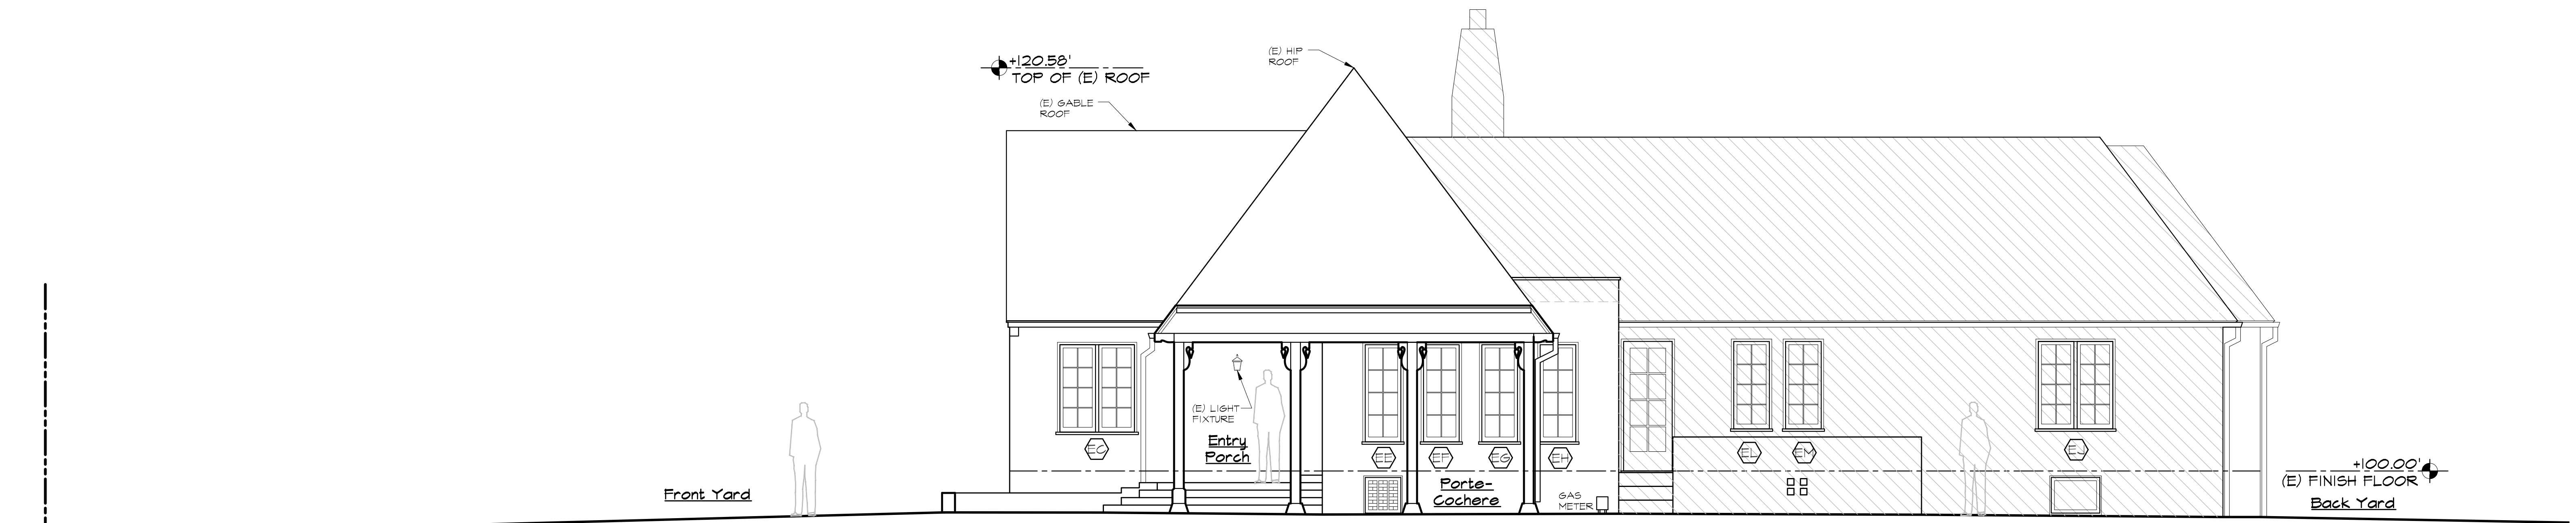 +120.58'
TOP OF (E) ROOF
(E) HIP
ROOF
(E) GABLE
ROOF
(E) LIGHT
FIXTURE
Entry
Porch
EC
EE
EF
EG
EH
EL
EM
EJ
Front Yard
Porte-
Cochere
GAS
METER
+100.00'
(E) FINISH FLOOR
Back Yard